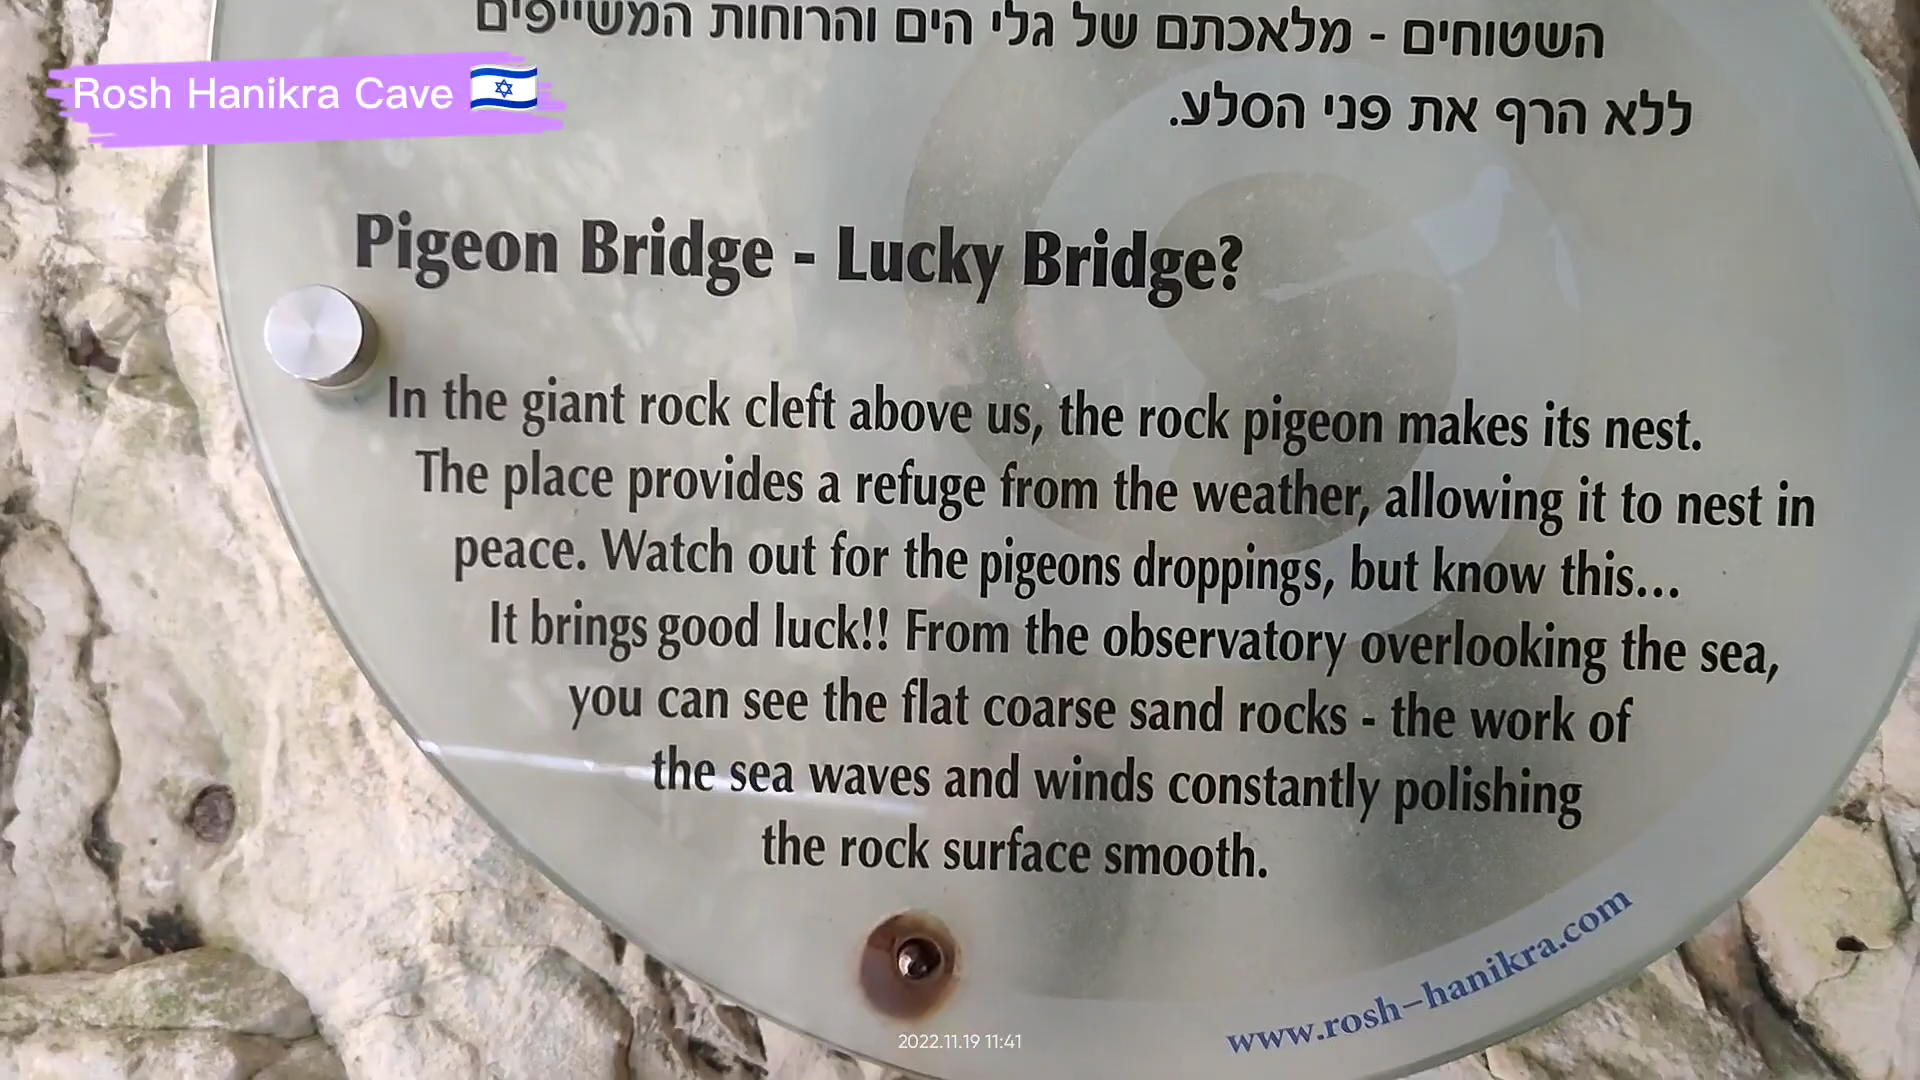 השטוחים - מלאכתם של גלי הים והרוחות המשייפים
Rosh Hanikra Cave 🇮🇱
ללא הרף את פני הסלע.
Pigeon Bridge - Lucky Bridge?
In the giant rock cleft above us, the rock pigeon makes its nest.
The place provides a refuge from the weather, allowing it to nest in
peace. Watch out for the pigeons droppings, but know this...
It brings good luck!! From the observatory overlooking the sea,
you can see the flat coarse sand rocks - the work of
the sea waves and winds constantly polishing
the rock surface smooth.
www.rosh-hanikra.com
2022.11.19 11:41